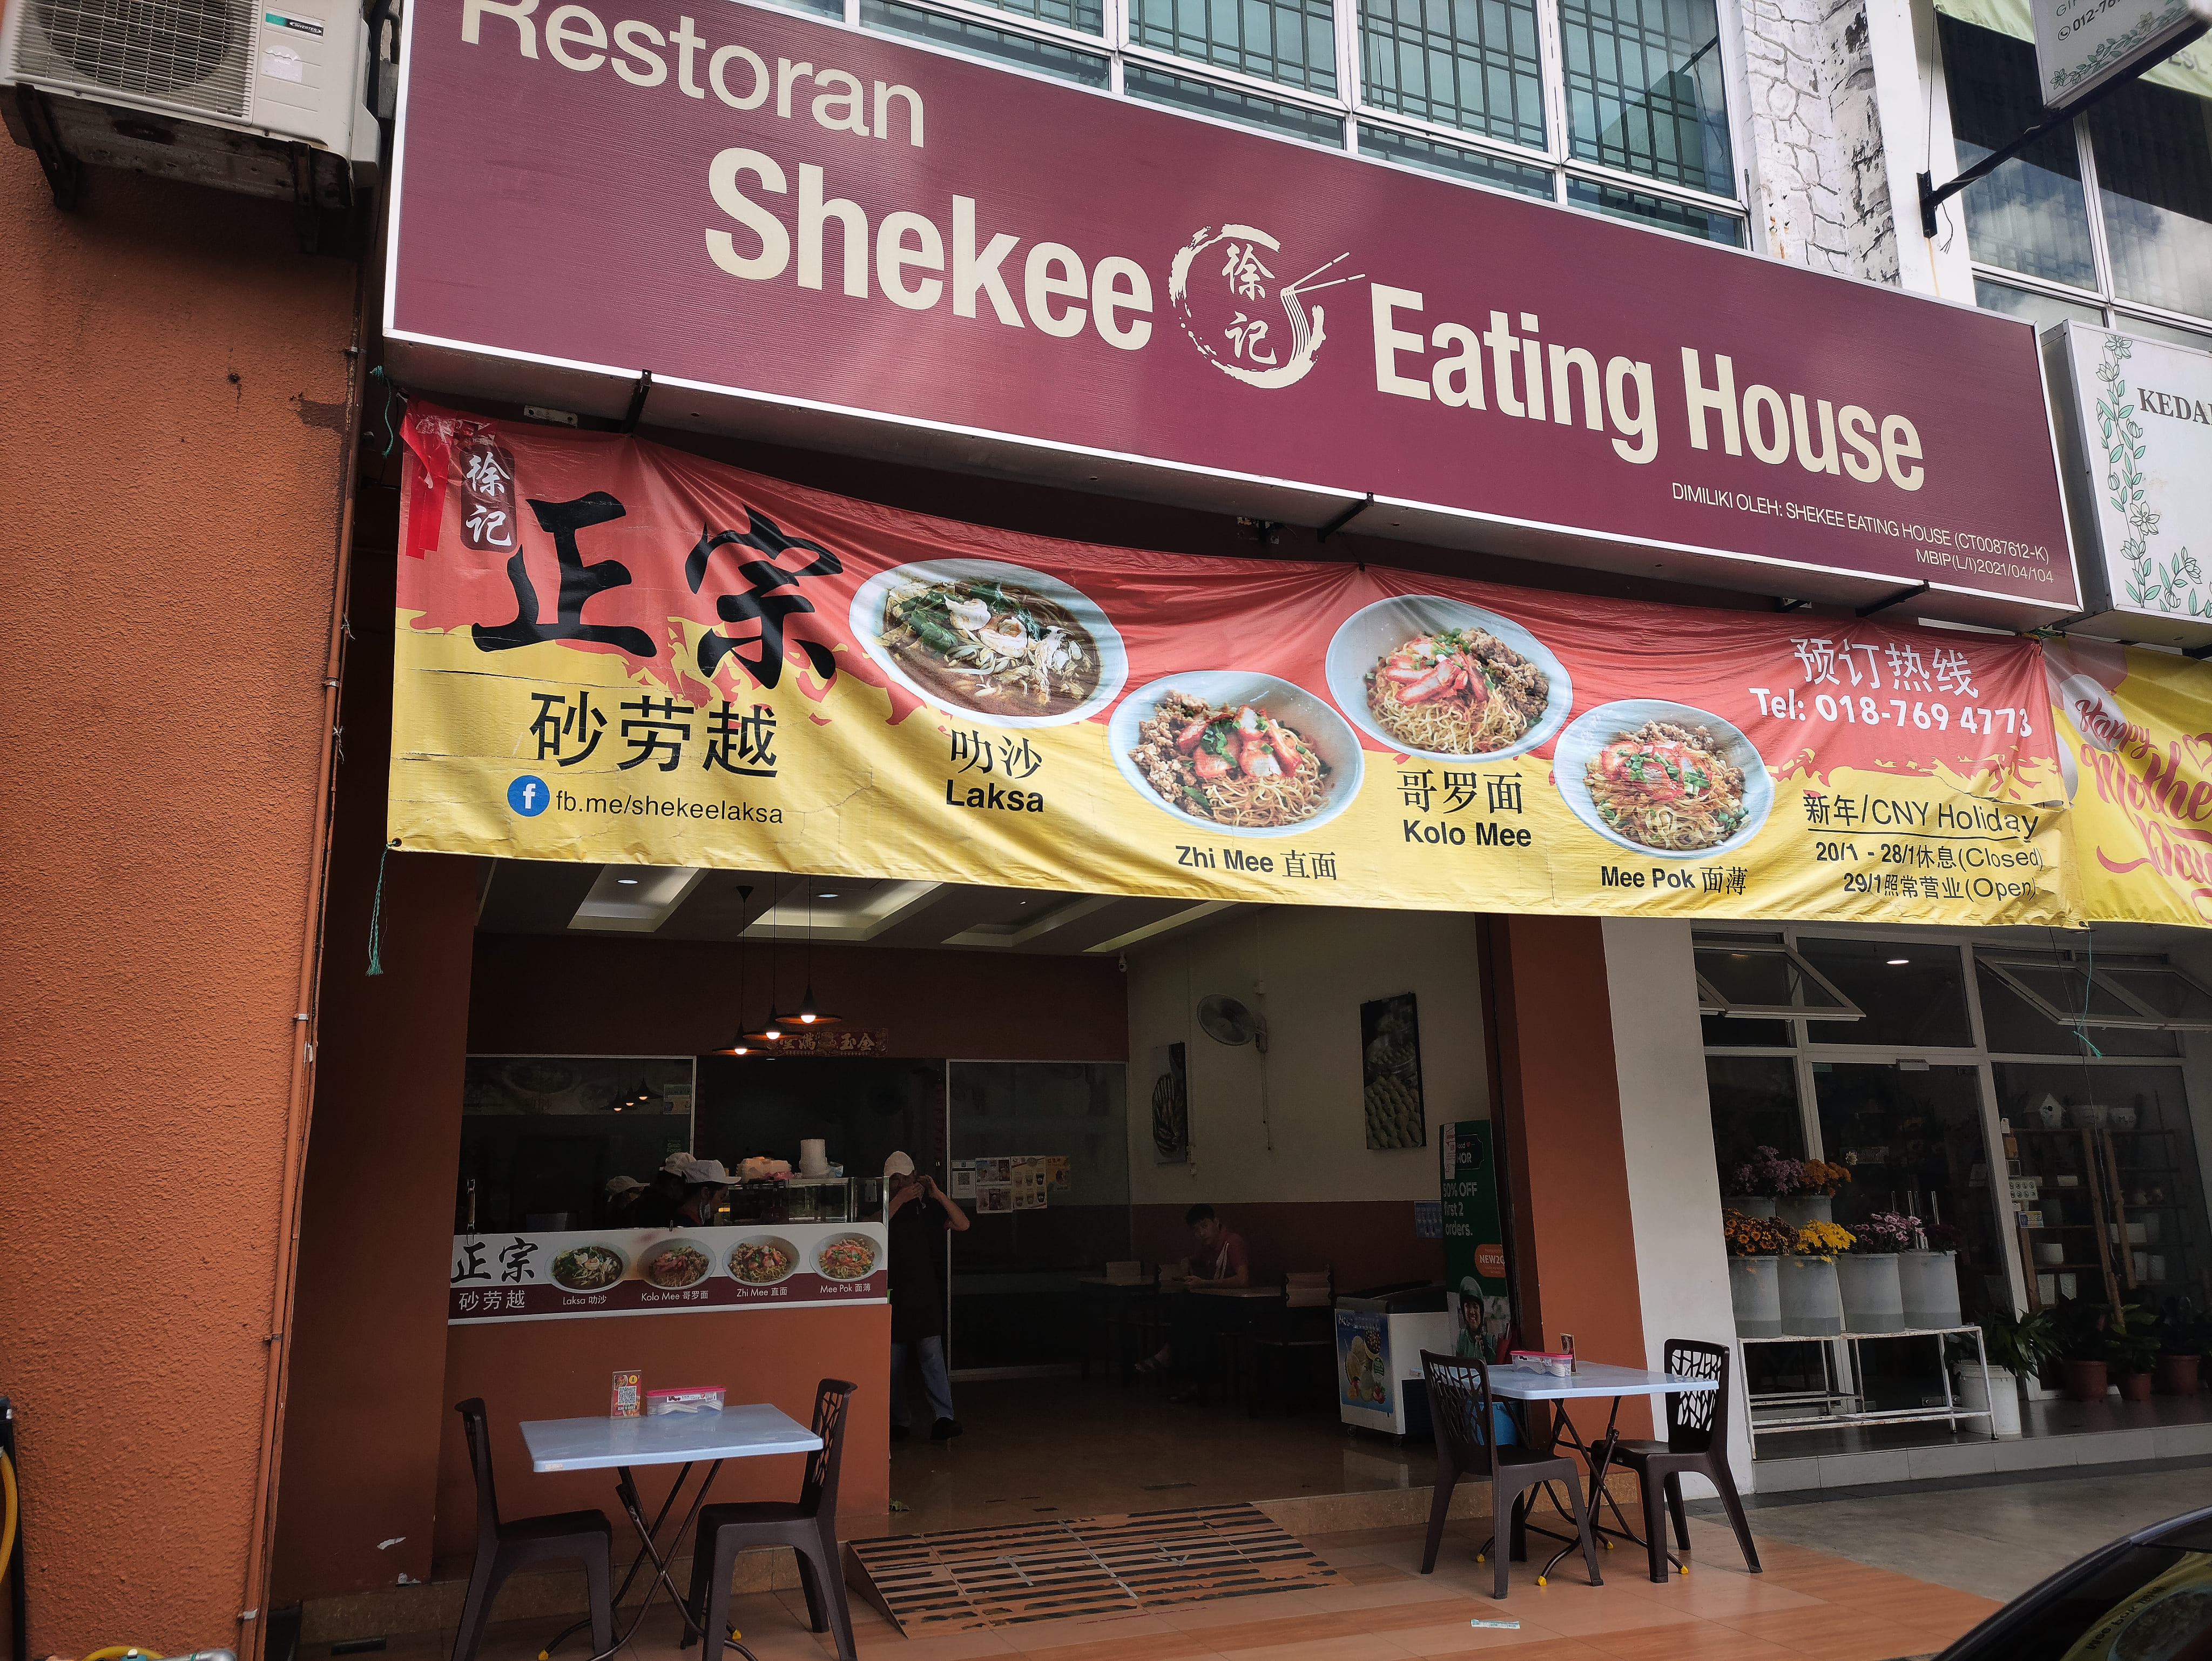 Restoran
Shekee 徐记 Eating House
DIMILIKI OLEH: SHEKEE EATING HOUSE (CT0087612-K)
MBIP(L/I)2021/04/104
徐记
正宗
砂劳越
fb.me/shekeelaksa
叻沙
Laksa
Zhi Mee 直面
哥罗面
Kolo Mee
Mee Pok 面薄
预订热线
Tel: 018-769 4773
新年/CNY Holiday
20/1 - 28/1休息(Closed)
29/1照常营业(Open)
Happy
正宗
砂劳越
Laksa 叻沙
Kolo Mee 哥罗面
Zhi Mee 直面
Mee Pok 面薄
50% OFF
first 2
orders.